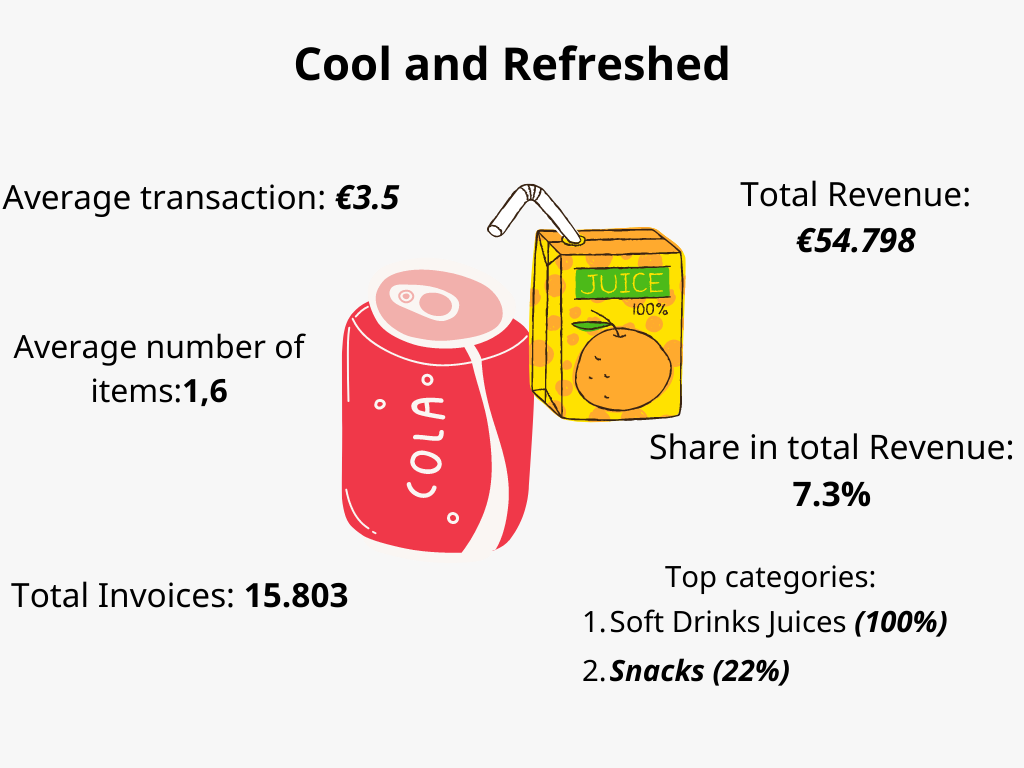 Cool and Refreshed
Average transaction: €3.5
Total Revenue:
€54.798
JUICE
100%
Average number of
items:1,6
COLA
Share in total Revenue:
7.3%
Total Invoices: 15.803
Top categories:
1. Soft Drinks Juices (100%)
2. Snacks (22%)